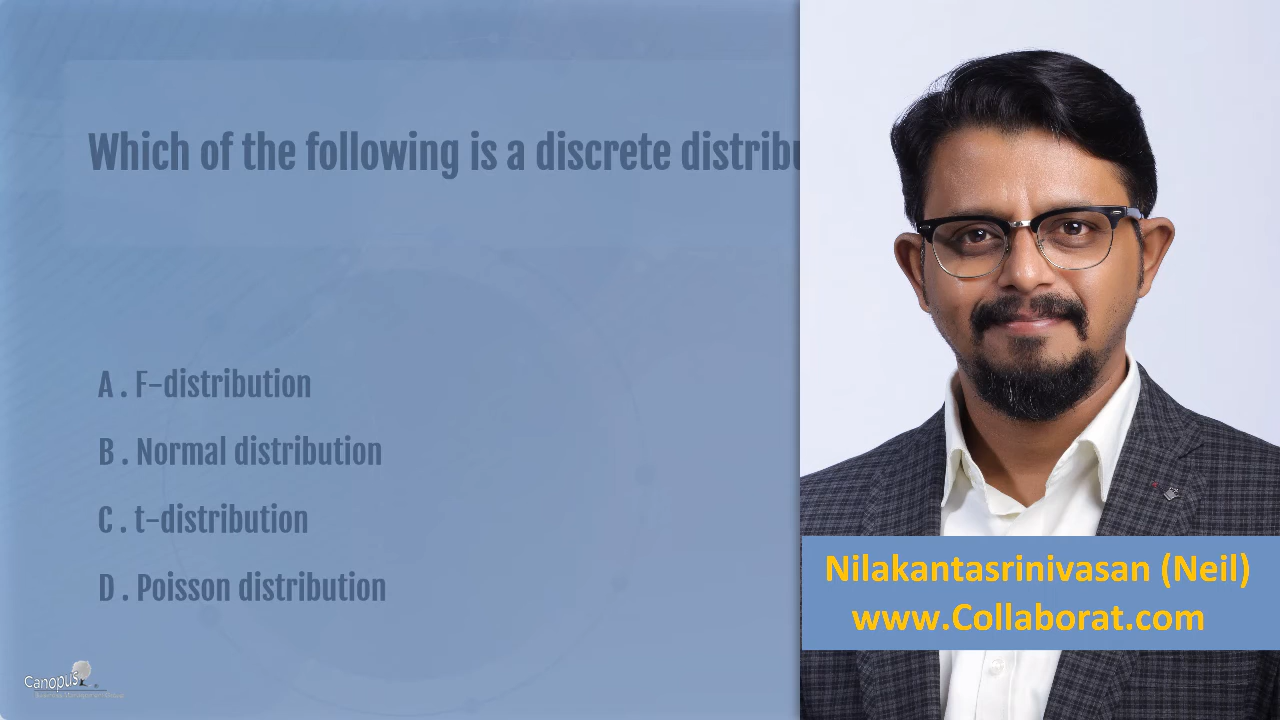 Which of the following is a discrete distribu
A . F-distribution
B . Normal distribution
C . t-distribution
D . Poisson distribution
Canopus
Nilakantasrinivasan (Neil)
www.Collaborat.com